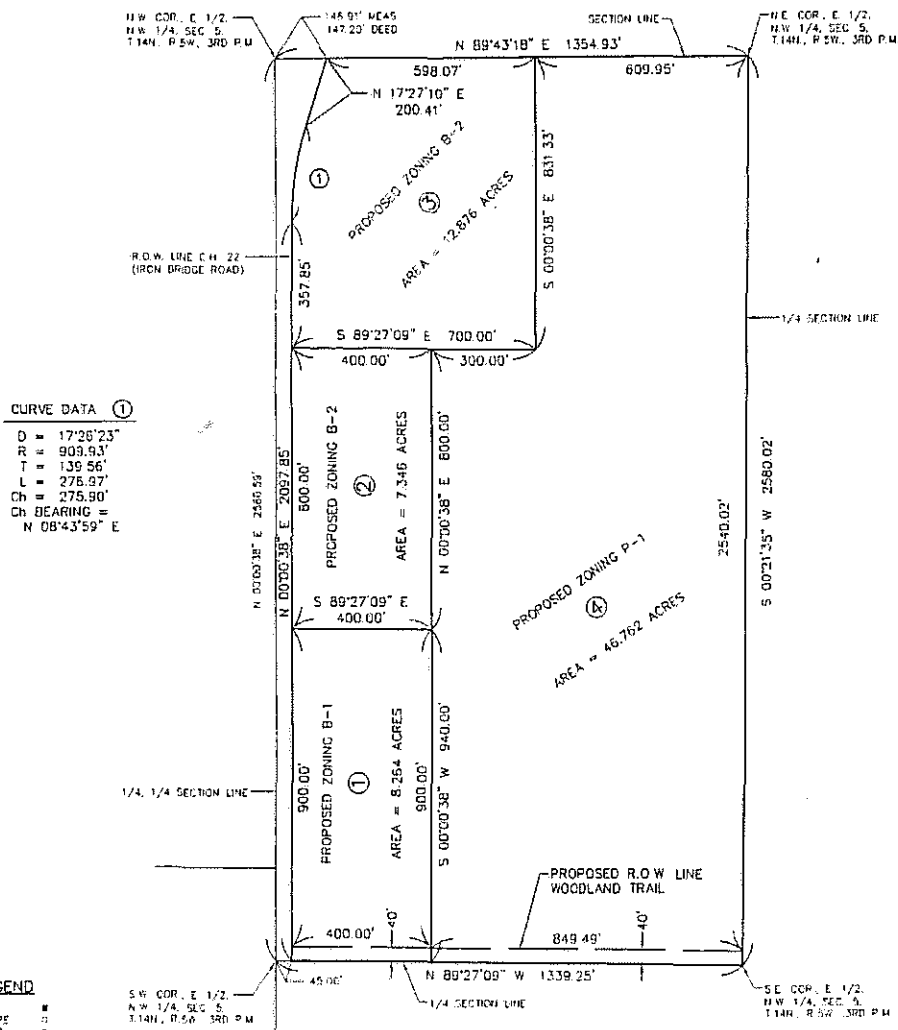 N.W. COR., E. 1/2,
N.W. 1/4, SEC. 5,
T.14N., R.5W., 3RD P.M.
146.91' MEAS
147.20' DEED
SECTION LINE
N 89°43'18" E 1354.93'
N.E. COR., E. 1/2,
N.W. 1/4, SEC. 5,
T.14N., R.5W., 3RD P.M.
598.07'
609.95'
N 17°27'10" E
200.41'
1
PROPOSED ZONING B-2
3
AREA = 12.876 ACRES
S 00°00'38" E 831.33'
R.O.W. LINE C.H. 22
(IRON BRIDGE ROAD)
357.85'
1/4 SECTION LINE
S 89°27'09" E 700.00'
400.00'
300.00'
CURVE DATA 1
D = 17°26'23"
R = 909.93'
T = 139.56'
L = 276.97'
Ch = 275.90'
Ch BEARING =
N 08°43'59" E
N 00°00'38" E 2097.85'
800.00'
PROPOSED ZONING B-2
2
AREA = 7.346 ACRES
N 00°00'38" E 800.00'
2540.02'
S 00°21'35" W 2580.02'
PROPOSED ZONING P-1
4
AREA = 46.762 ACRES
S 89°27'09" E
400.00'
900.00'
PROPOSED ZONING B-1
1
AREA = 8.264 ACRES
900.00'
S 00°00'38" W 940.00'
1/4, 1/4 SECTION LINE
PROPOSED R.O.W. LINE
WOODLAND TRAIL
400.00'
40'
849.49'
40'
45.00'
N 89°27'09" W 1339.25'
1/4 SECTION LINE
S.W. COR., E. 1/2,
N.W. 1/4, SEC. 5,
T.14N., R.5W., 3RD P.M.
S.E. COR., E. 1/2,
N.W. 1/4, SEC. 5,
T.14N., R.5W., 3RD P.M.